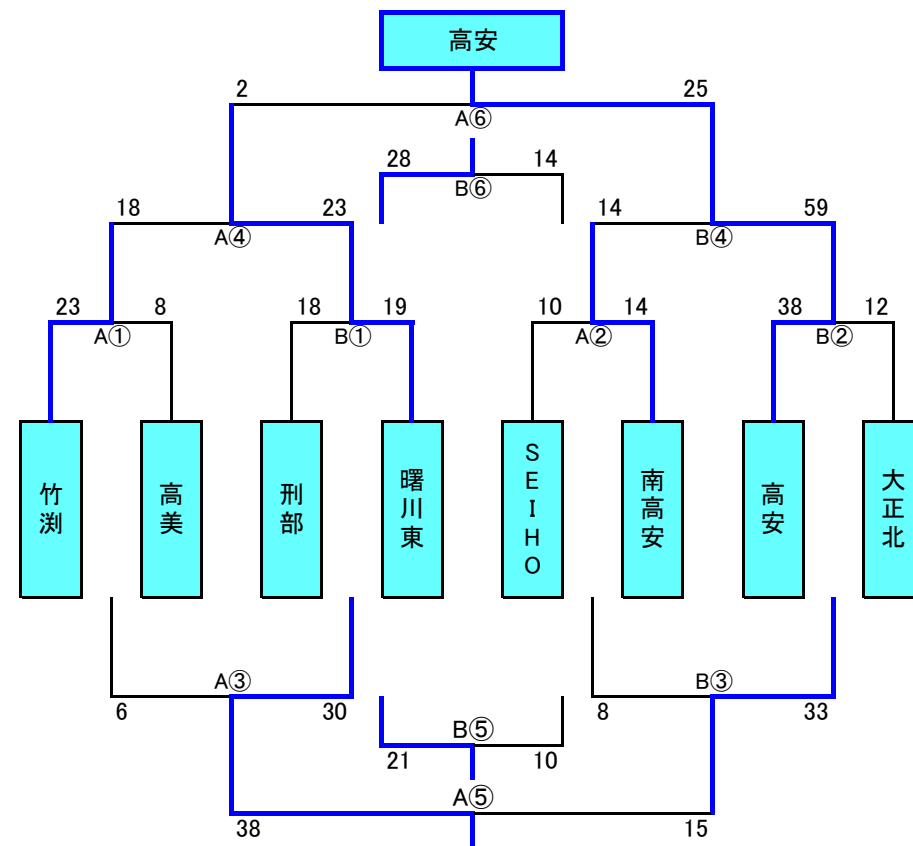 高安
2 25
A⑥
28 14
B⑥
18 23 14 59
A④ B④
23 8 18 19 10 14 38 12
A① B① A② B②
竹渕
高美
刑部
曙川東
SEIHO
南高安
高安
大正北
A③ B③
6 30 8 33
B⑤
21 10
A⑤
38 15